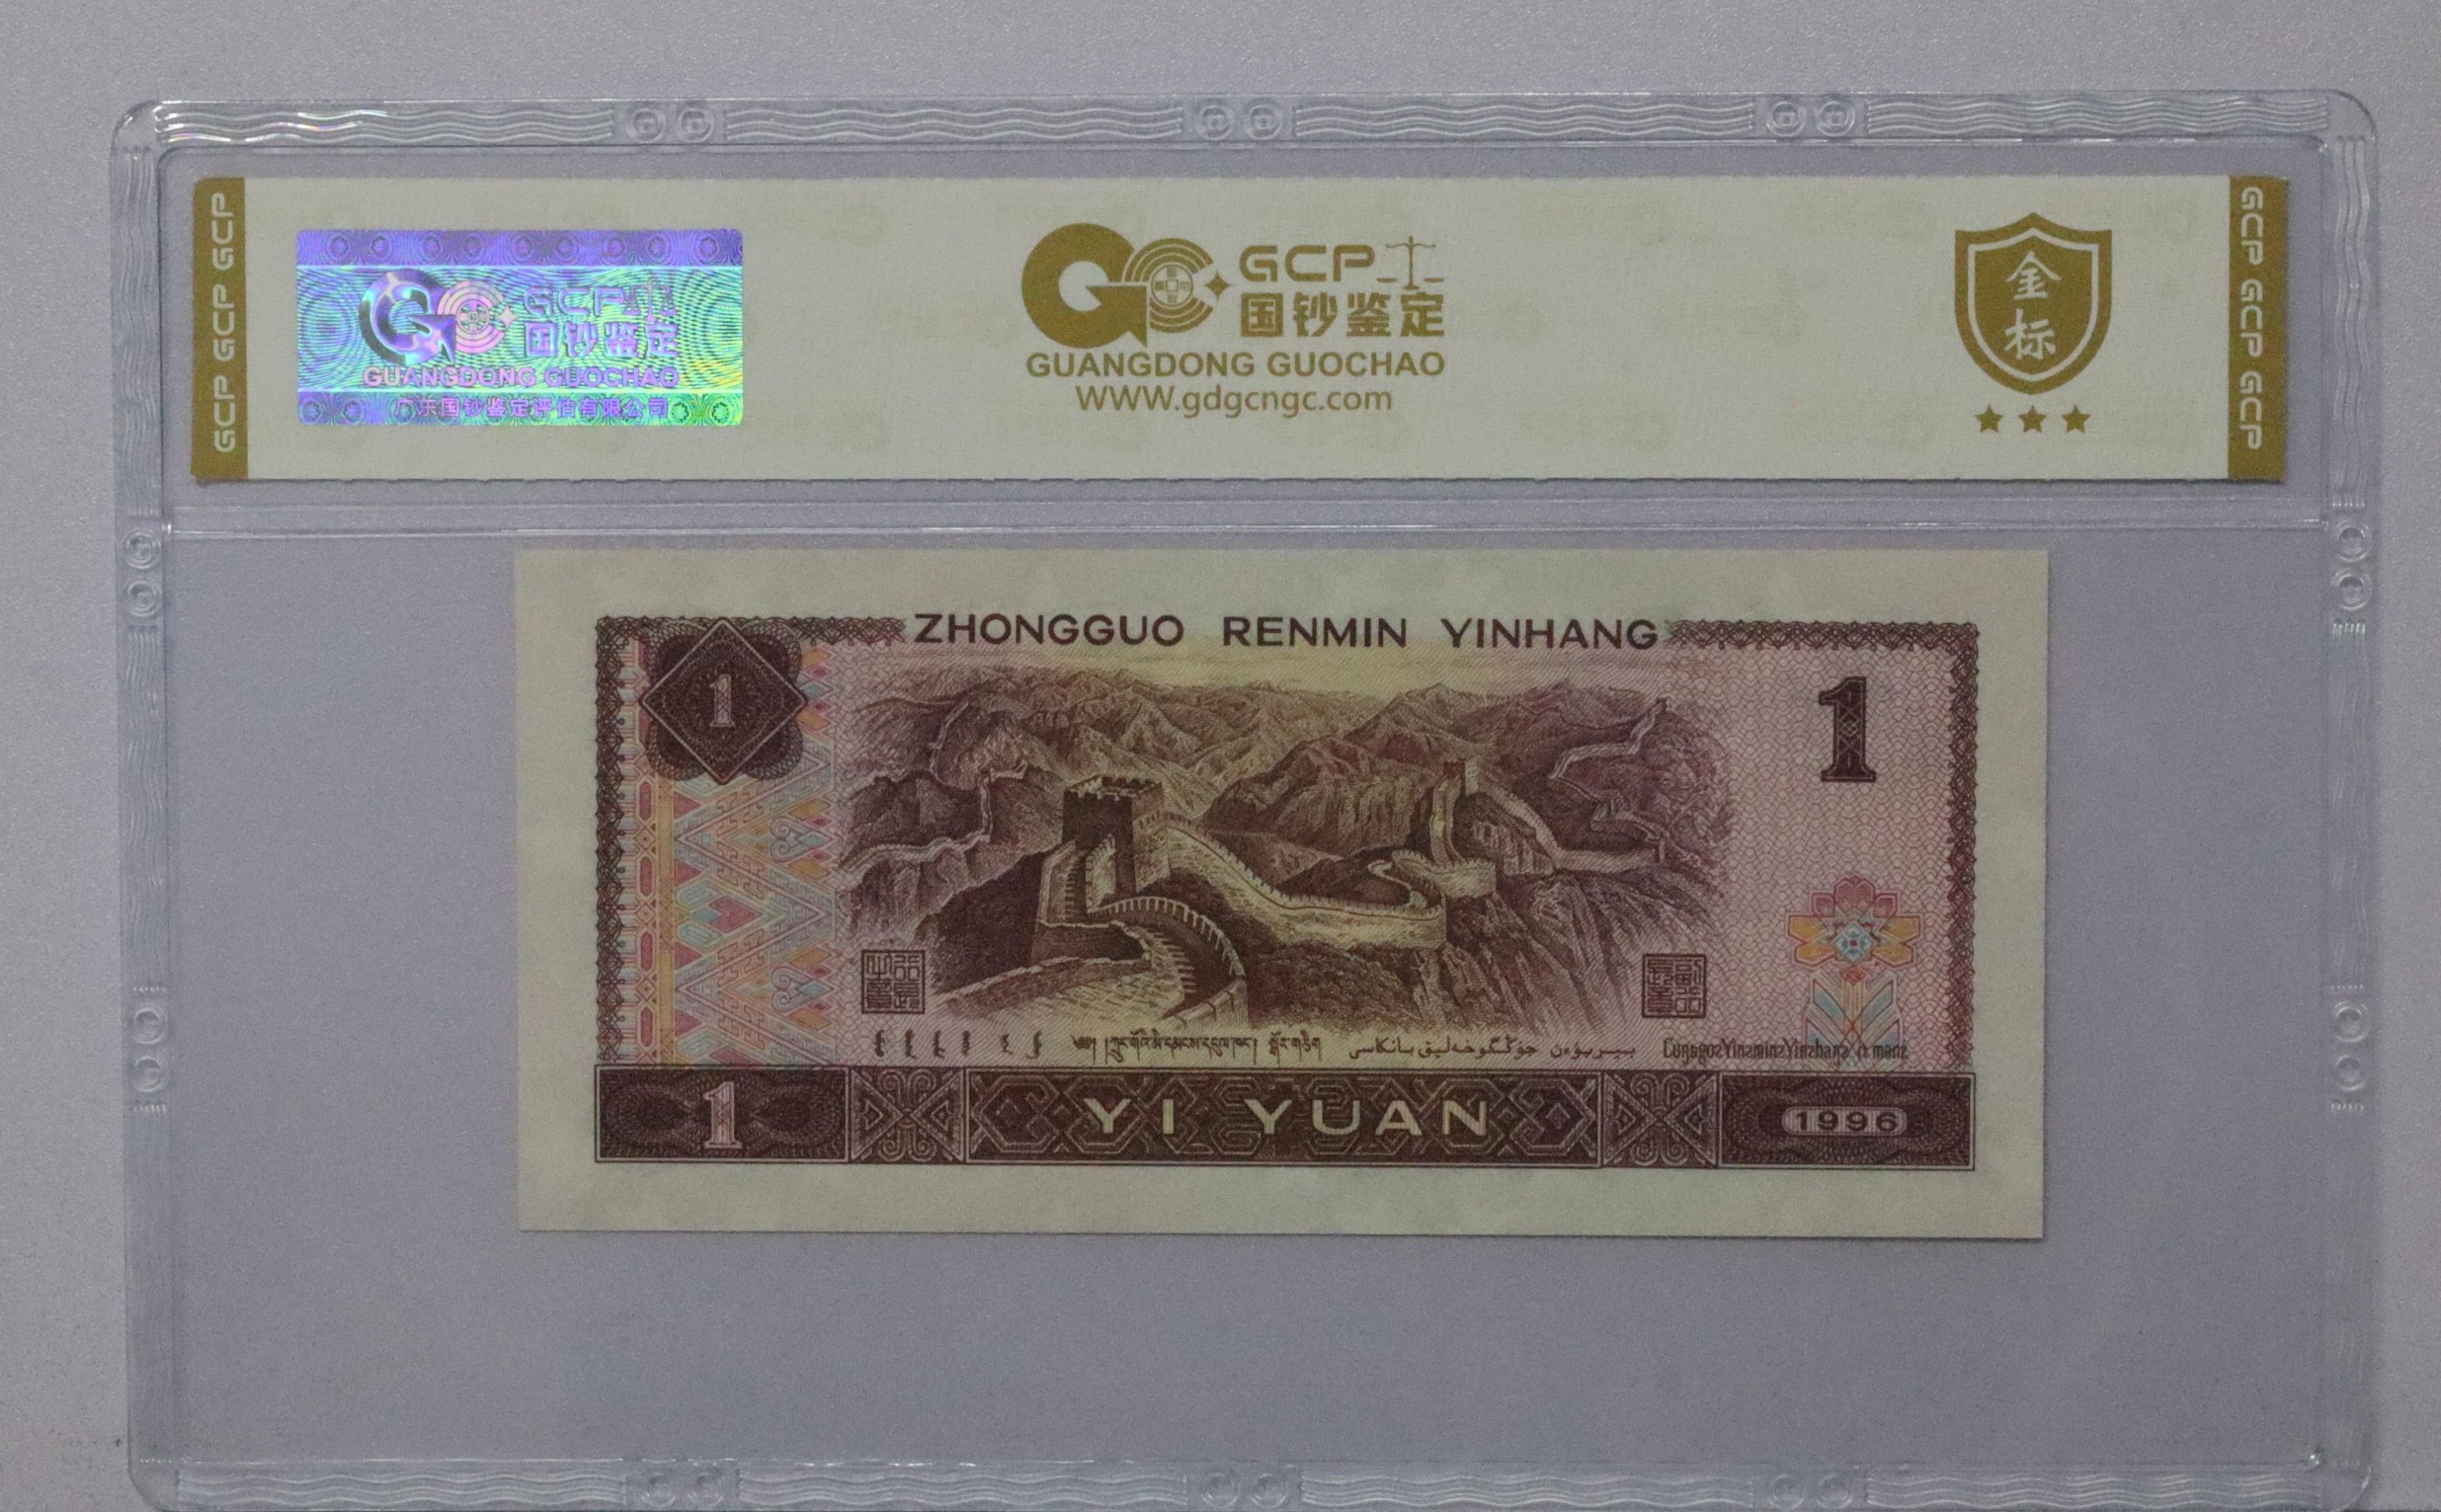 GCP GCP GCP
GCP
国钞鉴定
GUANGDONG GUOCHAO
广东国钞鉴定评估有限公司
GCP
国钞鉴定
GUANGDONG GUOCHAO
WWW.gdgcngc.com
金
标
GCP GCP GCP
ZHONGGUO RENMIN YINHANG
1
1
1
YI YUAN
1996